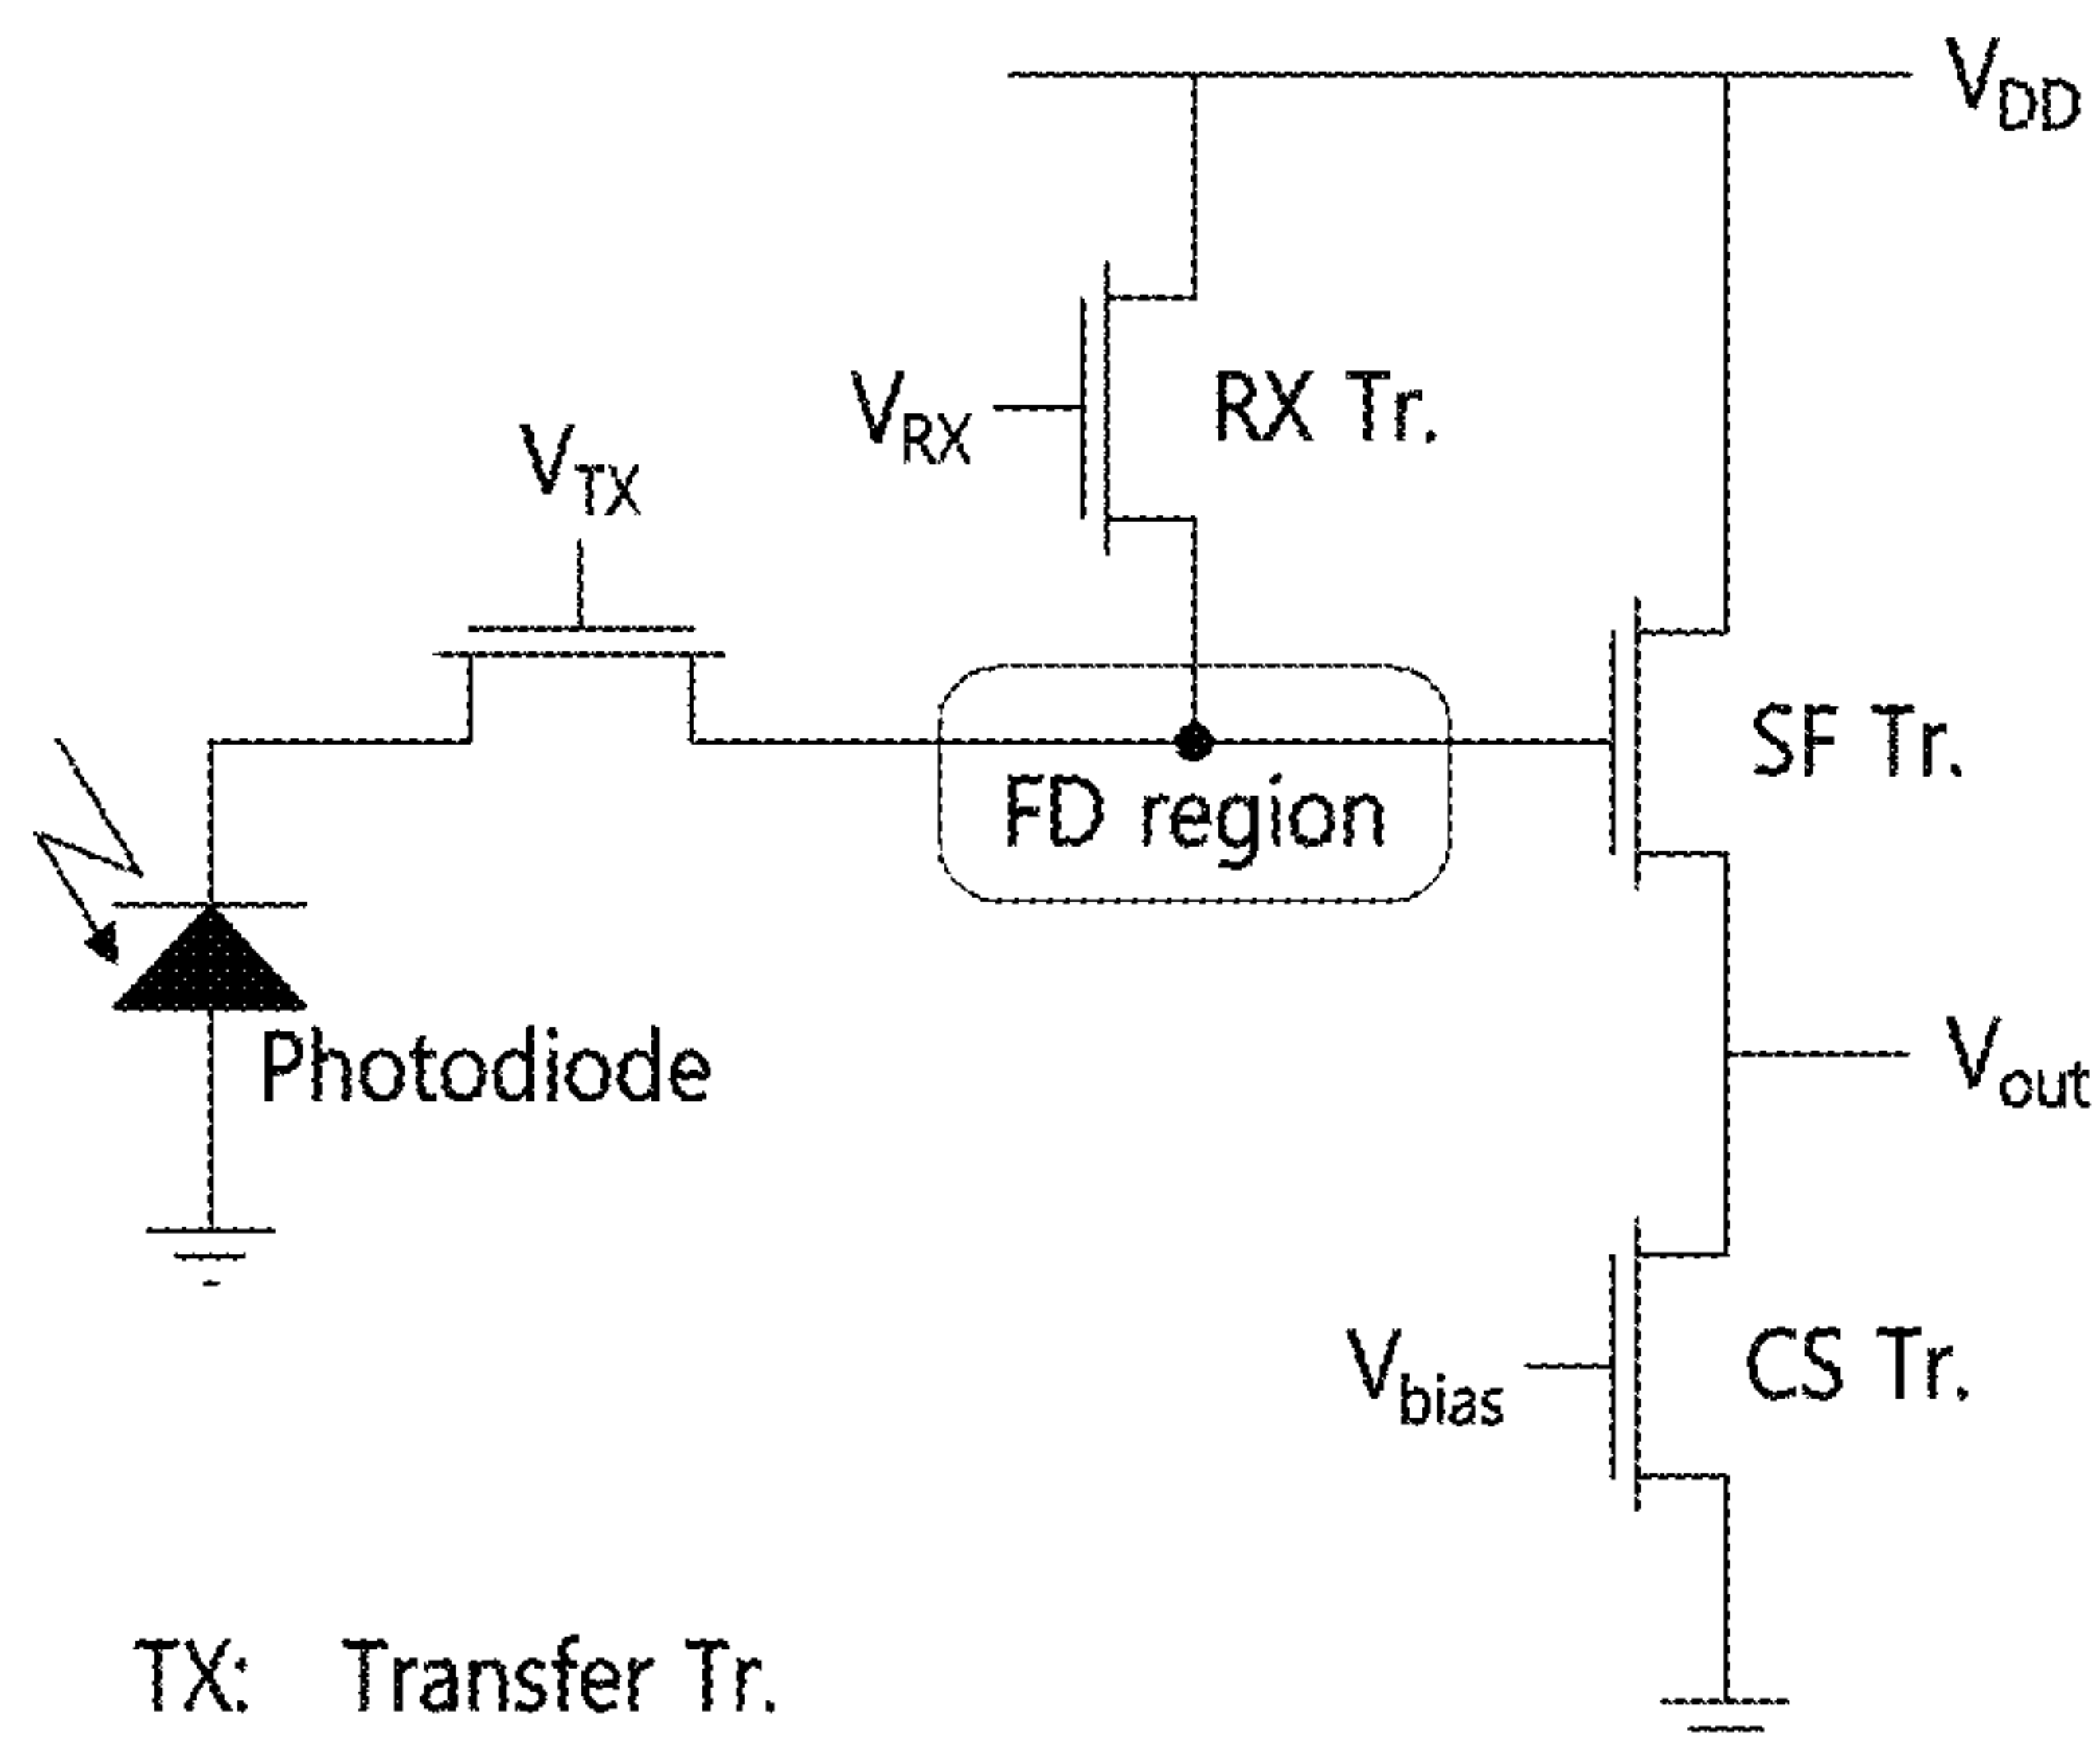 V_DD
V_RX
RX Tr.
V_TX
SF Tr.
FD region
Photodiode
V_out
V_bias
CS Tr.
TX: Transfer Tr.